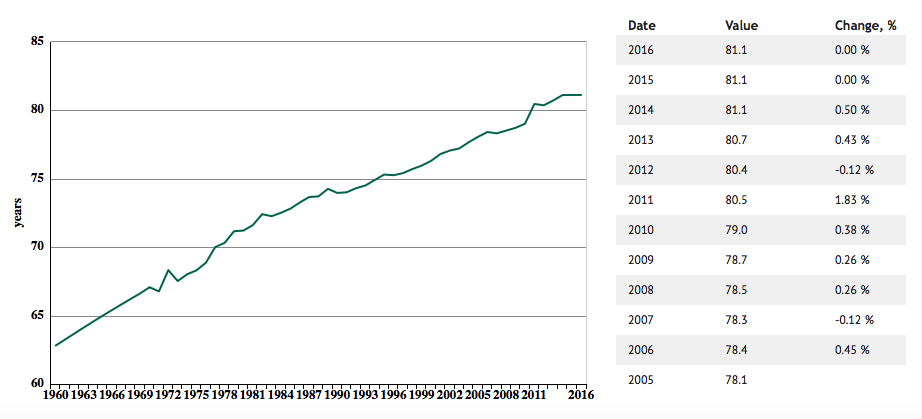 85
80
75
70
65
60
years
1960 1963 1966 1969 1972 1975 1978 1981 1984 1987 1990 1993 1996 1999 2002 2005 2008 2011 2016
Date Value Change, %
2016 81.1 0.00 %
2015 81.1 0.00 %
2014 81.1 0.50 %
2013 80.7 0.43 %
2012 80.4 -0.12 %
2011 80.5 1.83 %
2010 79.0 0.38 %
2009 78.7 0.26 %
2008 78.5 0.26 %
2007 78.3 -0.12 %
2006 78.4 0.45 %
2005 78.1